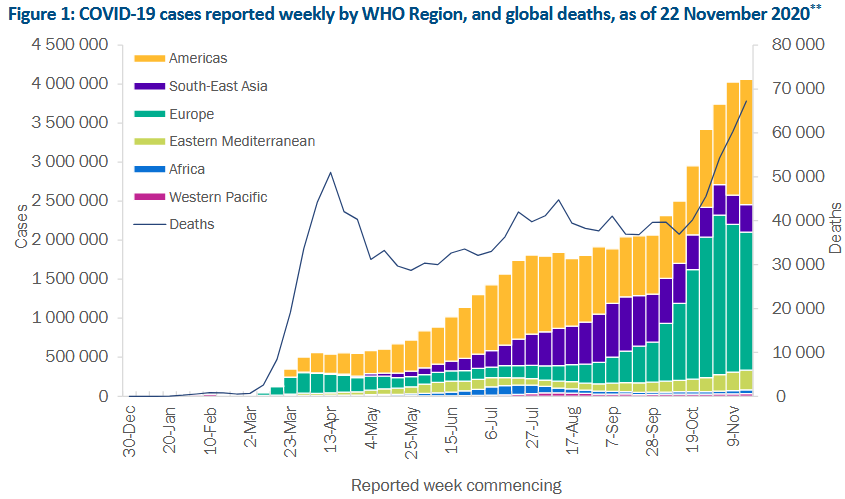 Figure 1: COVID-19 cases reported weekly by WHO Region, and global deaths, as of 22 November 2020**
4 500 000
4 000 000
3 500 000
3 000 000
2 500 000
2 000 000
1 500 000
1 000 000
500 000
0
Cases
Americas
South-East Asia
Europe
Eastern Mediterranean
Africa
Western Pacific
Deaths
80 000
70 000
60 000
50 000
40 000
30 000
20 000
10 000
0
Deaths
30-Dec
20-Jan
10-Feb
2-Mar
23-Mar
13-Apr
4-May
25-May
15-Jun
6-Jul
27-Jul
17-Aug
7-Sep
28-Sep
19-Oct
9-Nov
Reported week commencing